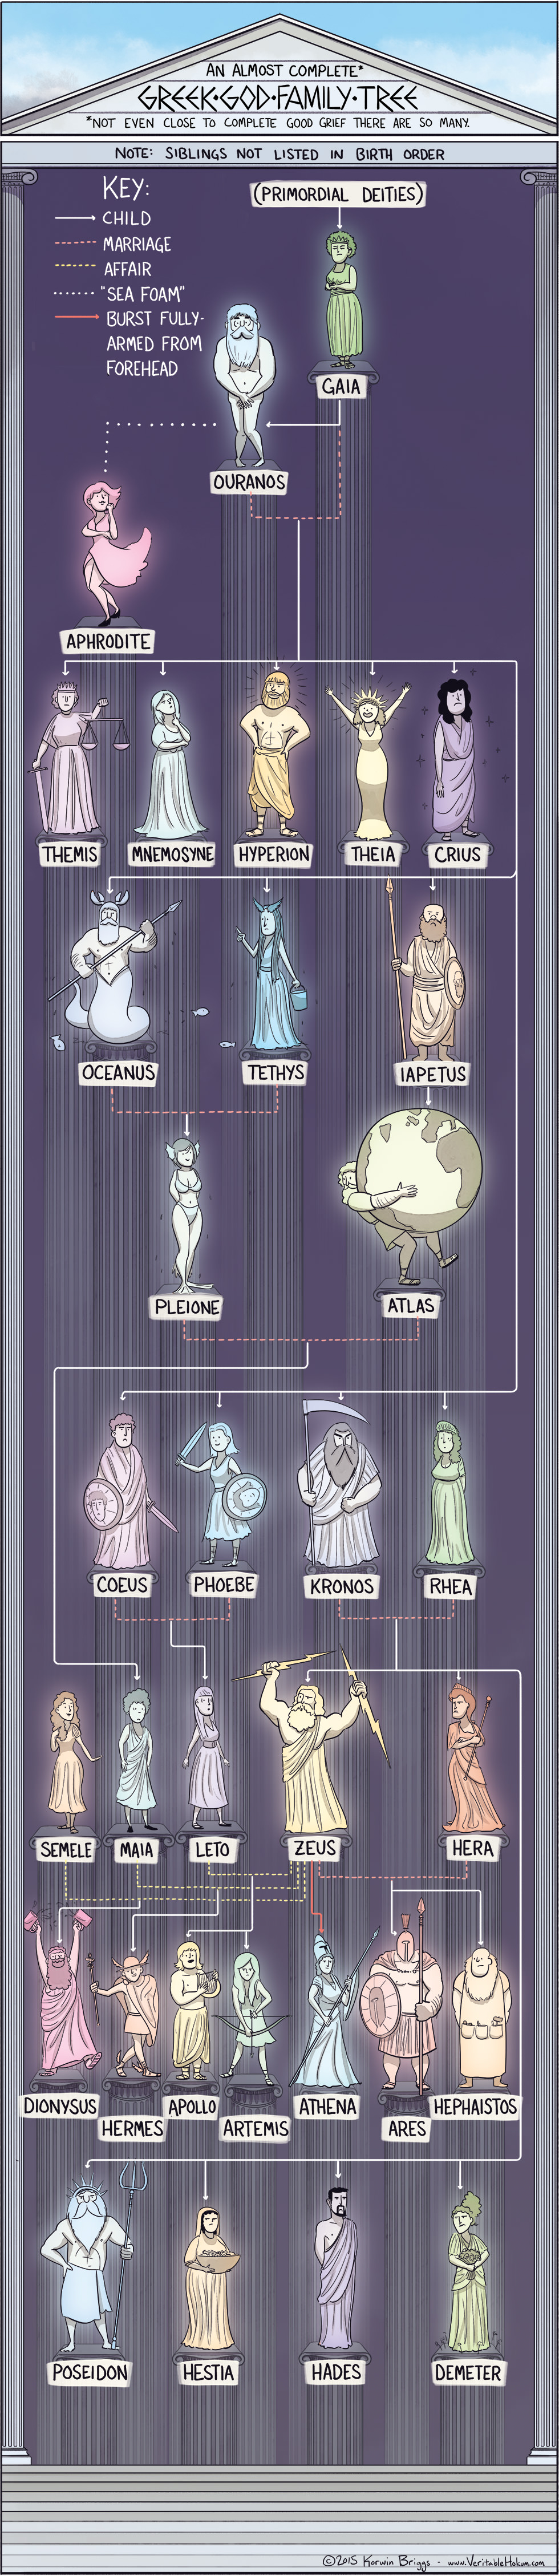 AN ALMOST COMPLETE*
GREEK·GOD·FAMILY·TREE
*NOT EVEN CLOSE TO COMPLETE GOOD GRIEF THERE ARE SO MANY.
NOTE: SIBLINGS NOT LISTED IN BIRTH ORDER
KEY:
CHILD
MARRIAGE
AFFAIR
"SEA FOAM"
BURST FULLY-
ARMED FROM
FOREHEAD
(PRIMORDIAL DEITIES)
GAIA
OURANOS
APHRODITE
THEMIS
MNEMOSYNE
HYPERION
THEIA
CRIUS
OCEANUS
TETHYS
IAPETUS
PLEIONE
ATLAS
COEUS
PHOEBE
KRONOS
RHEA
SEMELE
MAIA
LETO
ZEUS
HERA
DIONYSUS
HERMES
APOLLO
ARTEMIS
ATHENA
ARES
HEPHAISTOS
POSEIDON
HESTIA
HADES
DEMETER
©2015 Korwin Briggs - www.VeritableHokum.com